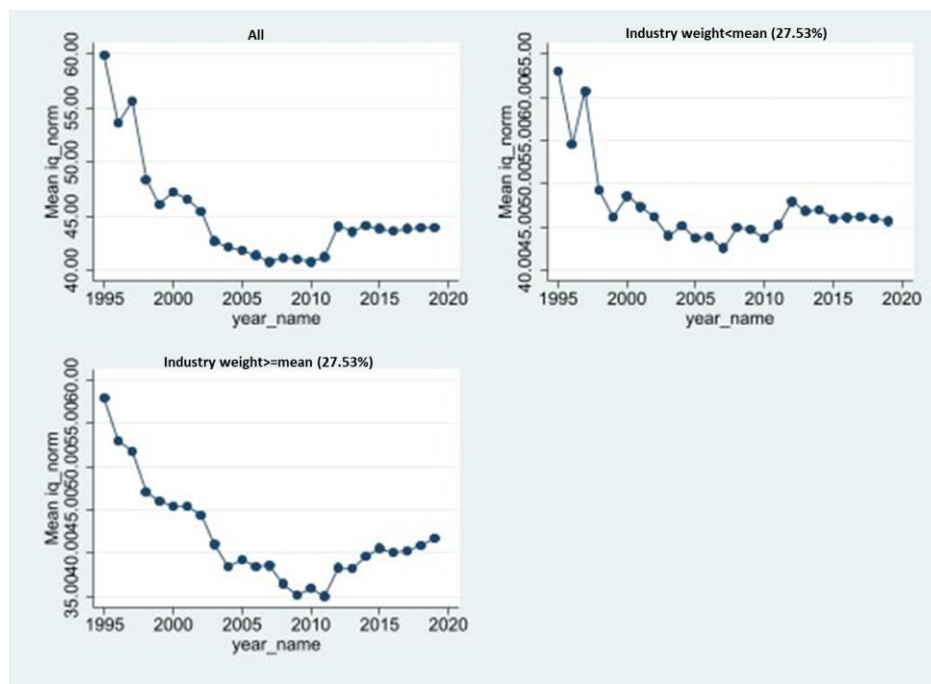 All
Mean iq_norm
40.00 45.00 50.00 55.00 60.00
1995 2000 2005 2010 2015 2020
year_name
Industry weight<mean (27.53%)
Mean iq_norm
40.0045.0050.0055.0060.0065.00
1995 2000 2005 2010 2015 2020
year_name
Industry weight>=mean (27.53%)
Mean iq_norm
35.0040.0045.0050.0055.0060.00
1995 2000 2005 2010 2015 2020
year_name